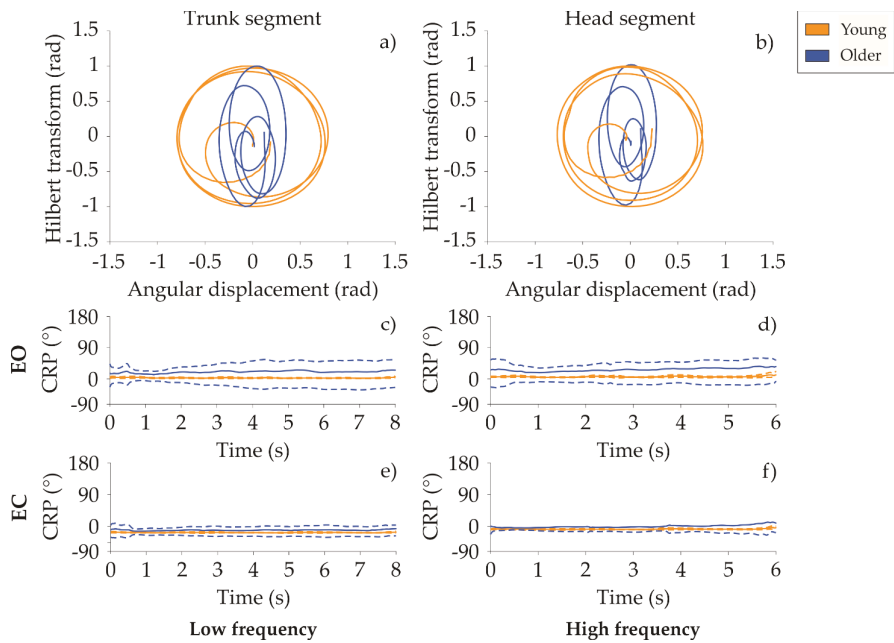 Trunk segment
Head segment
Young
Older
a)
b)
Hilbert transform (rad)
1.5
1
0.5
0
-0.5
-1
-1.5
-1.5 -1 -0.5 0 0.5 1 1.5
Angular displacement (rad)
Hilbert transform (rad)
1.5
1
0.5
0
-0.5
-1
-1.5
-1.5 -1 -0.5 0 0.5 1 1.5
Angular displacement (rad)
EO
CRP (°)
180
90
0
-90
c)
0 1 2 3 4 5 6 7 8
Time (s)
CRP (°)
180
90
0
-90
d)
0 1 2 3 4 5 6
Time (s)
EC
CRP (°)
180
90
0
-90
e)
0 1 2 3 4 5 6 7 8
Time (s)
CRP (°)
180
90
0
-90
f)
0 1 2 3 4 5 6
Time (s)
Low frequency
High frequency